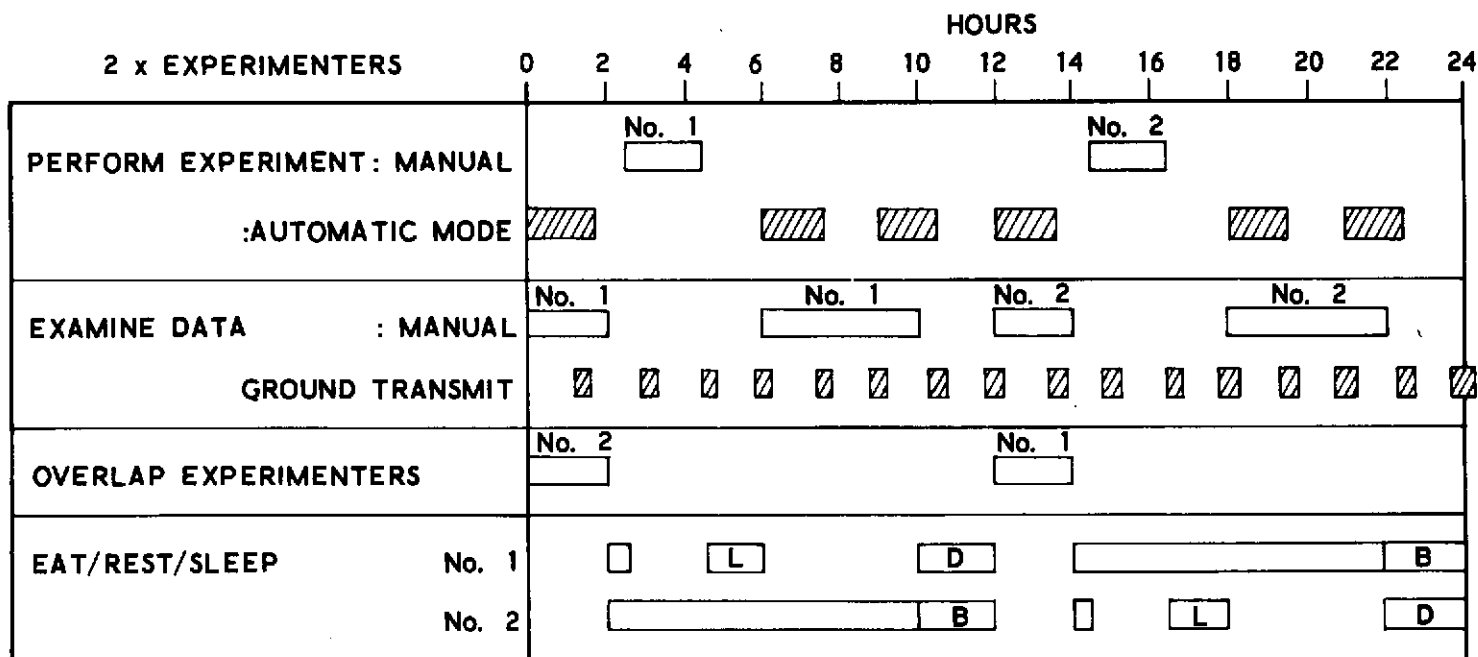 HOURS
2 x EXPERIMENTERS 0 2 4 6 8 10 12 14 16 18 20 22 24
No. 1 No. 2
PERFORM EXPERIMENT: MANUAL
:AUTOMATIC MODE
No. 1 No. 1 No. 2 No. 2
EXAMINE DATA : MANUAL
GROUND TRANSMIT
No. 2 No. 1
OVERLAP EXPERIMENTERS
EAT/REST/SLEEP No. 1 L D B
No. 2 B L D